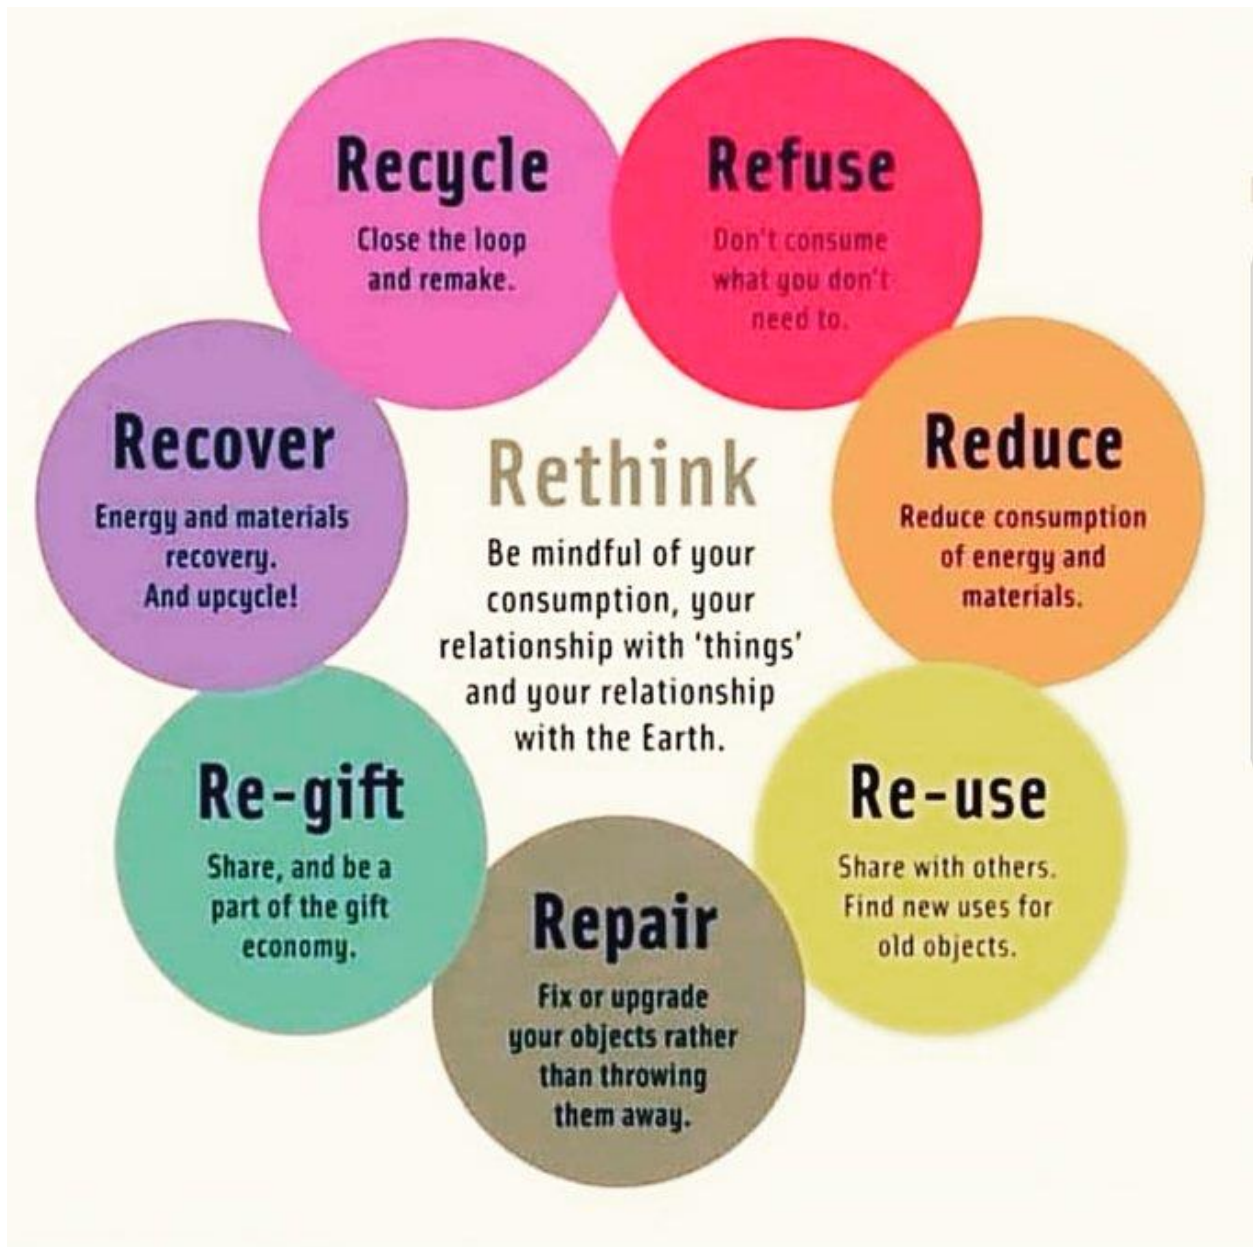 Recycle
Close the loop
and remake.
Refuse
Don't consume
what you don't
need to.
Recover
Energy and materials
recovery.
And upcycle!
Rethink
Be mindful of your
consumption, your
relationship with 'things'
and your relationship
with the Earth.
Reduce
Reduce consumption
of energy and
materials.
Re-gift
Share, and be a
part of the gift
economy.
Repair
Fix or upgrade
your objects rather
than throwing
them away.
Re-use
Share with others.
Find new uses for
old objects.